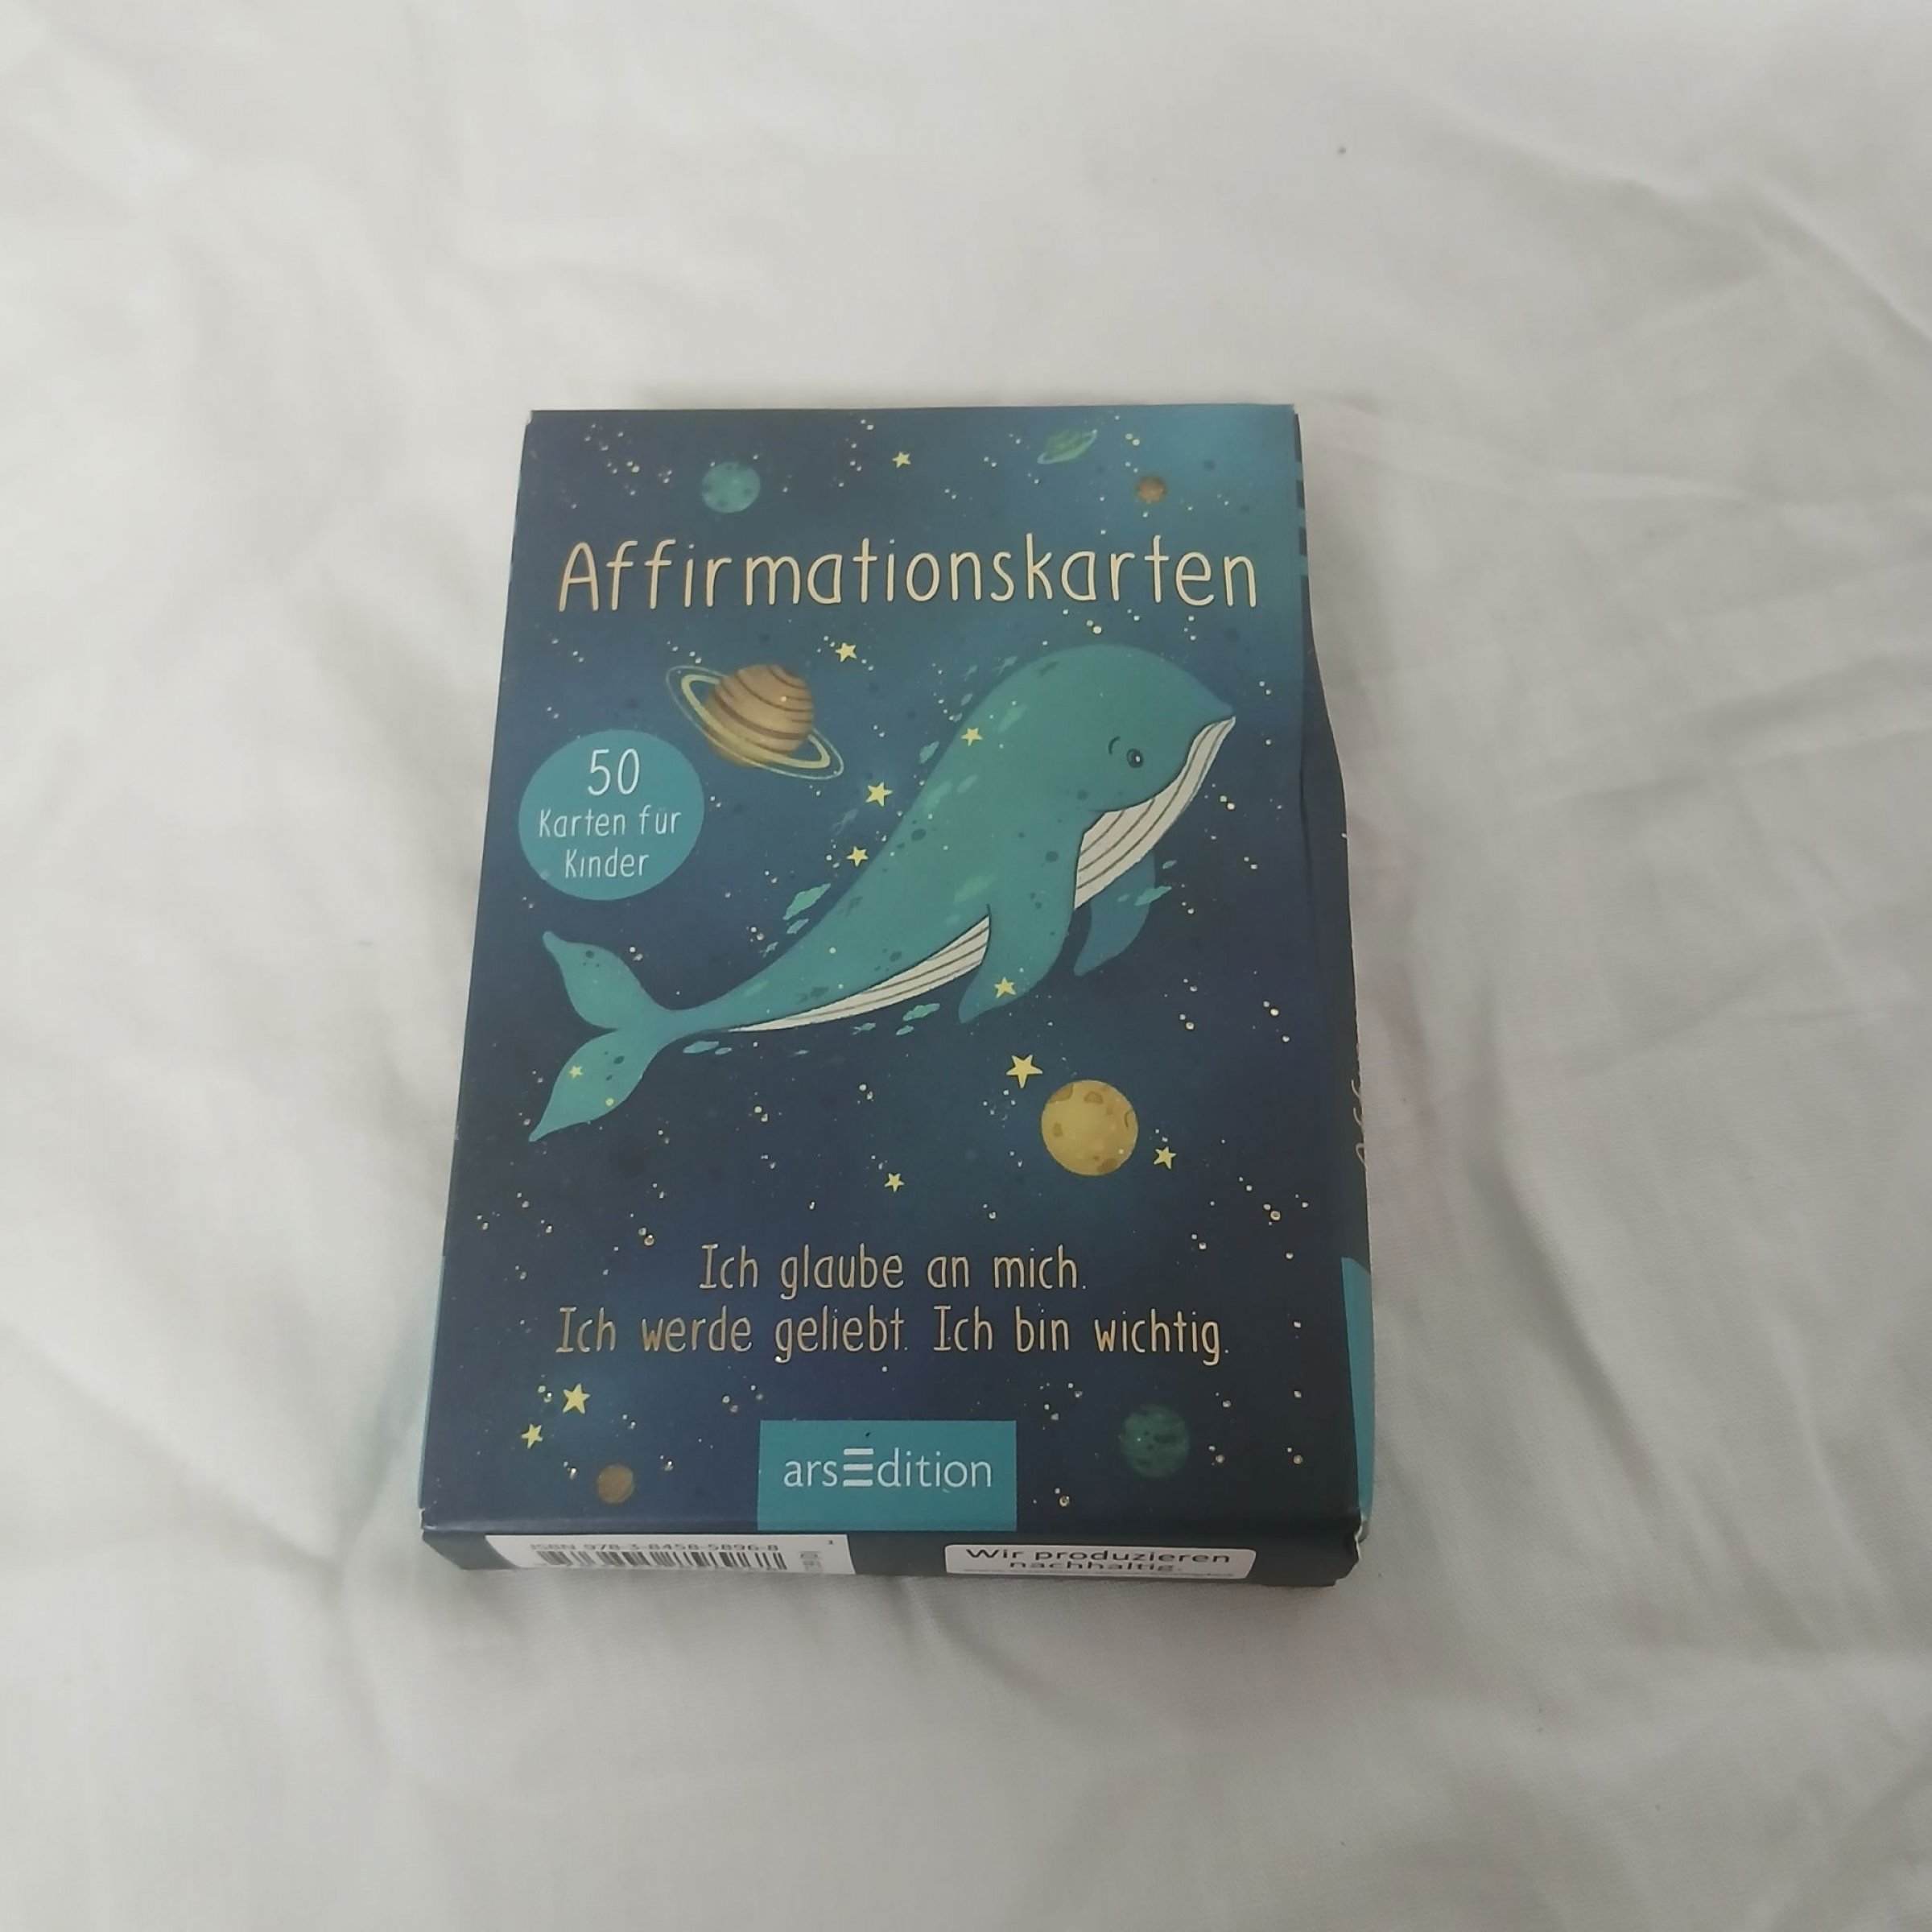 Affirmationskarten
50
Karten für
Kinder
Ich glaube an mich.
Ich werde geliebt. Ich bin wichtig.
arsEdition
ISBN 978-3-8458-5896-8
Wir produzieren
nachhaltig.